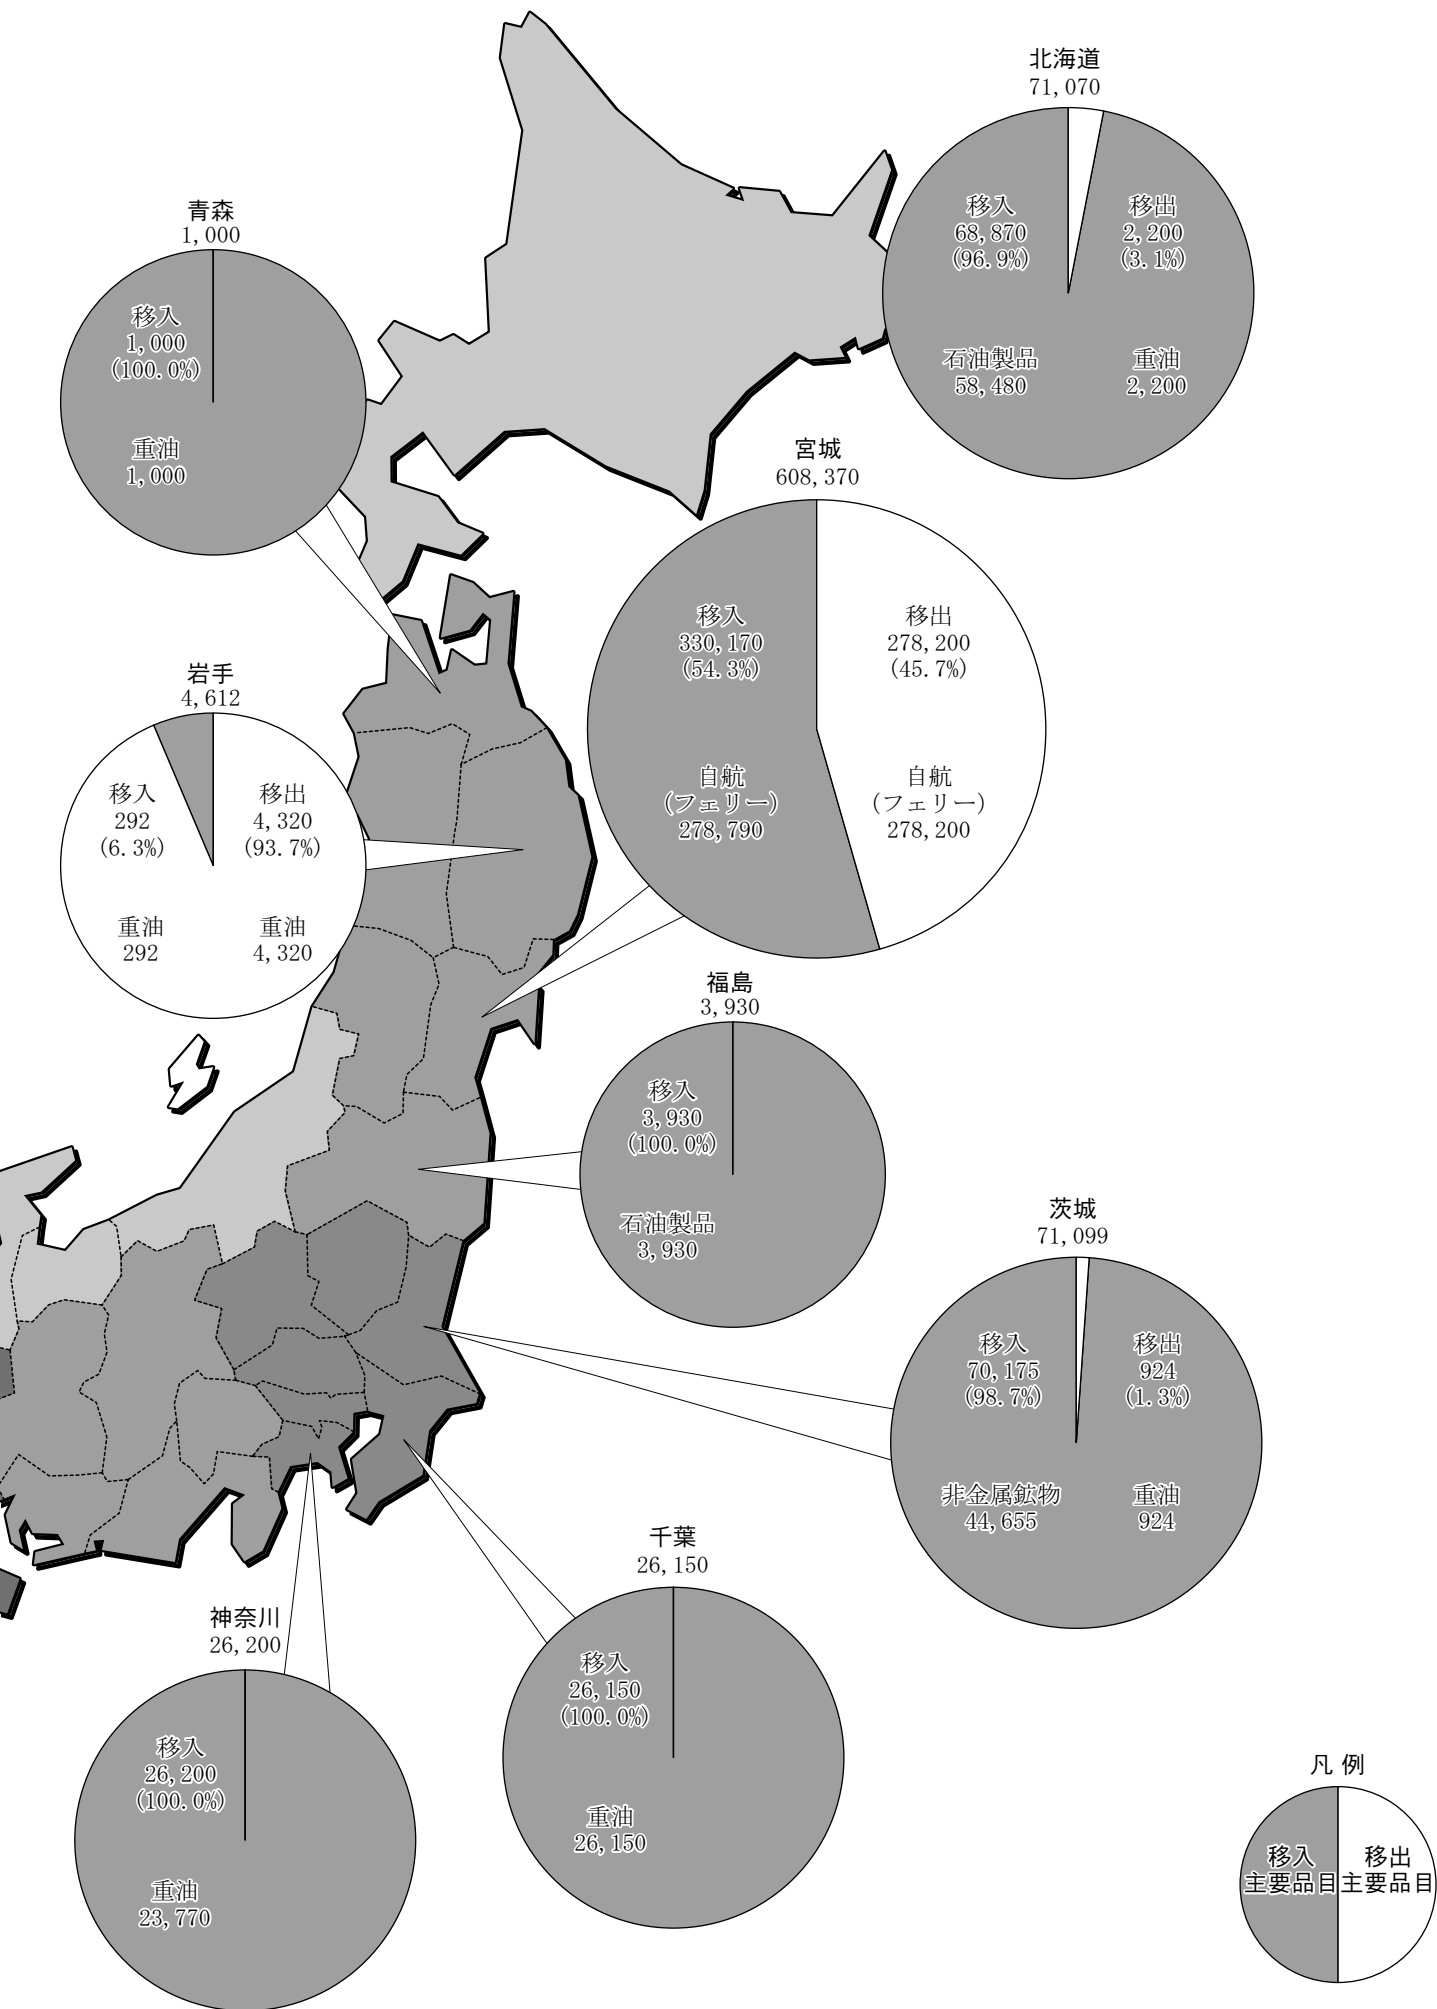 北海道
71,070
移入
68,870
(96.9%)
石油製品
58,480
移出
2,200
(3.1%)
重油
2,200
青森
1,000
移入
1,000
(100.0%)
重油
1,000
宮城
608,370
移入
330,170
(54.3%)
自航
(フェリー)
278,790
移出
278,200
(45.7%)
自航
(フェリー)
278,200
岩手
4,612
移入
292
(6.3%)
重油
292
移出
4,320
(93.7%)
重油
4,320
福島
3,930
移入
3,930
(100.0%)
石油製品
3,930
茨城
71,099
移入
70,175
(98.7%)
非金属鉱物
44,655
移出
924
(1.3%)
重油
924
千葉
26,150
移入
26,150
(100.0%)
重油
26,150
神奈川
26,200
移入
26,200
(100.0%)
重油
23,770
凡 例
移入
主要品目
移出
主要品目